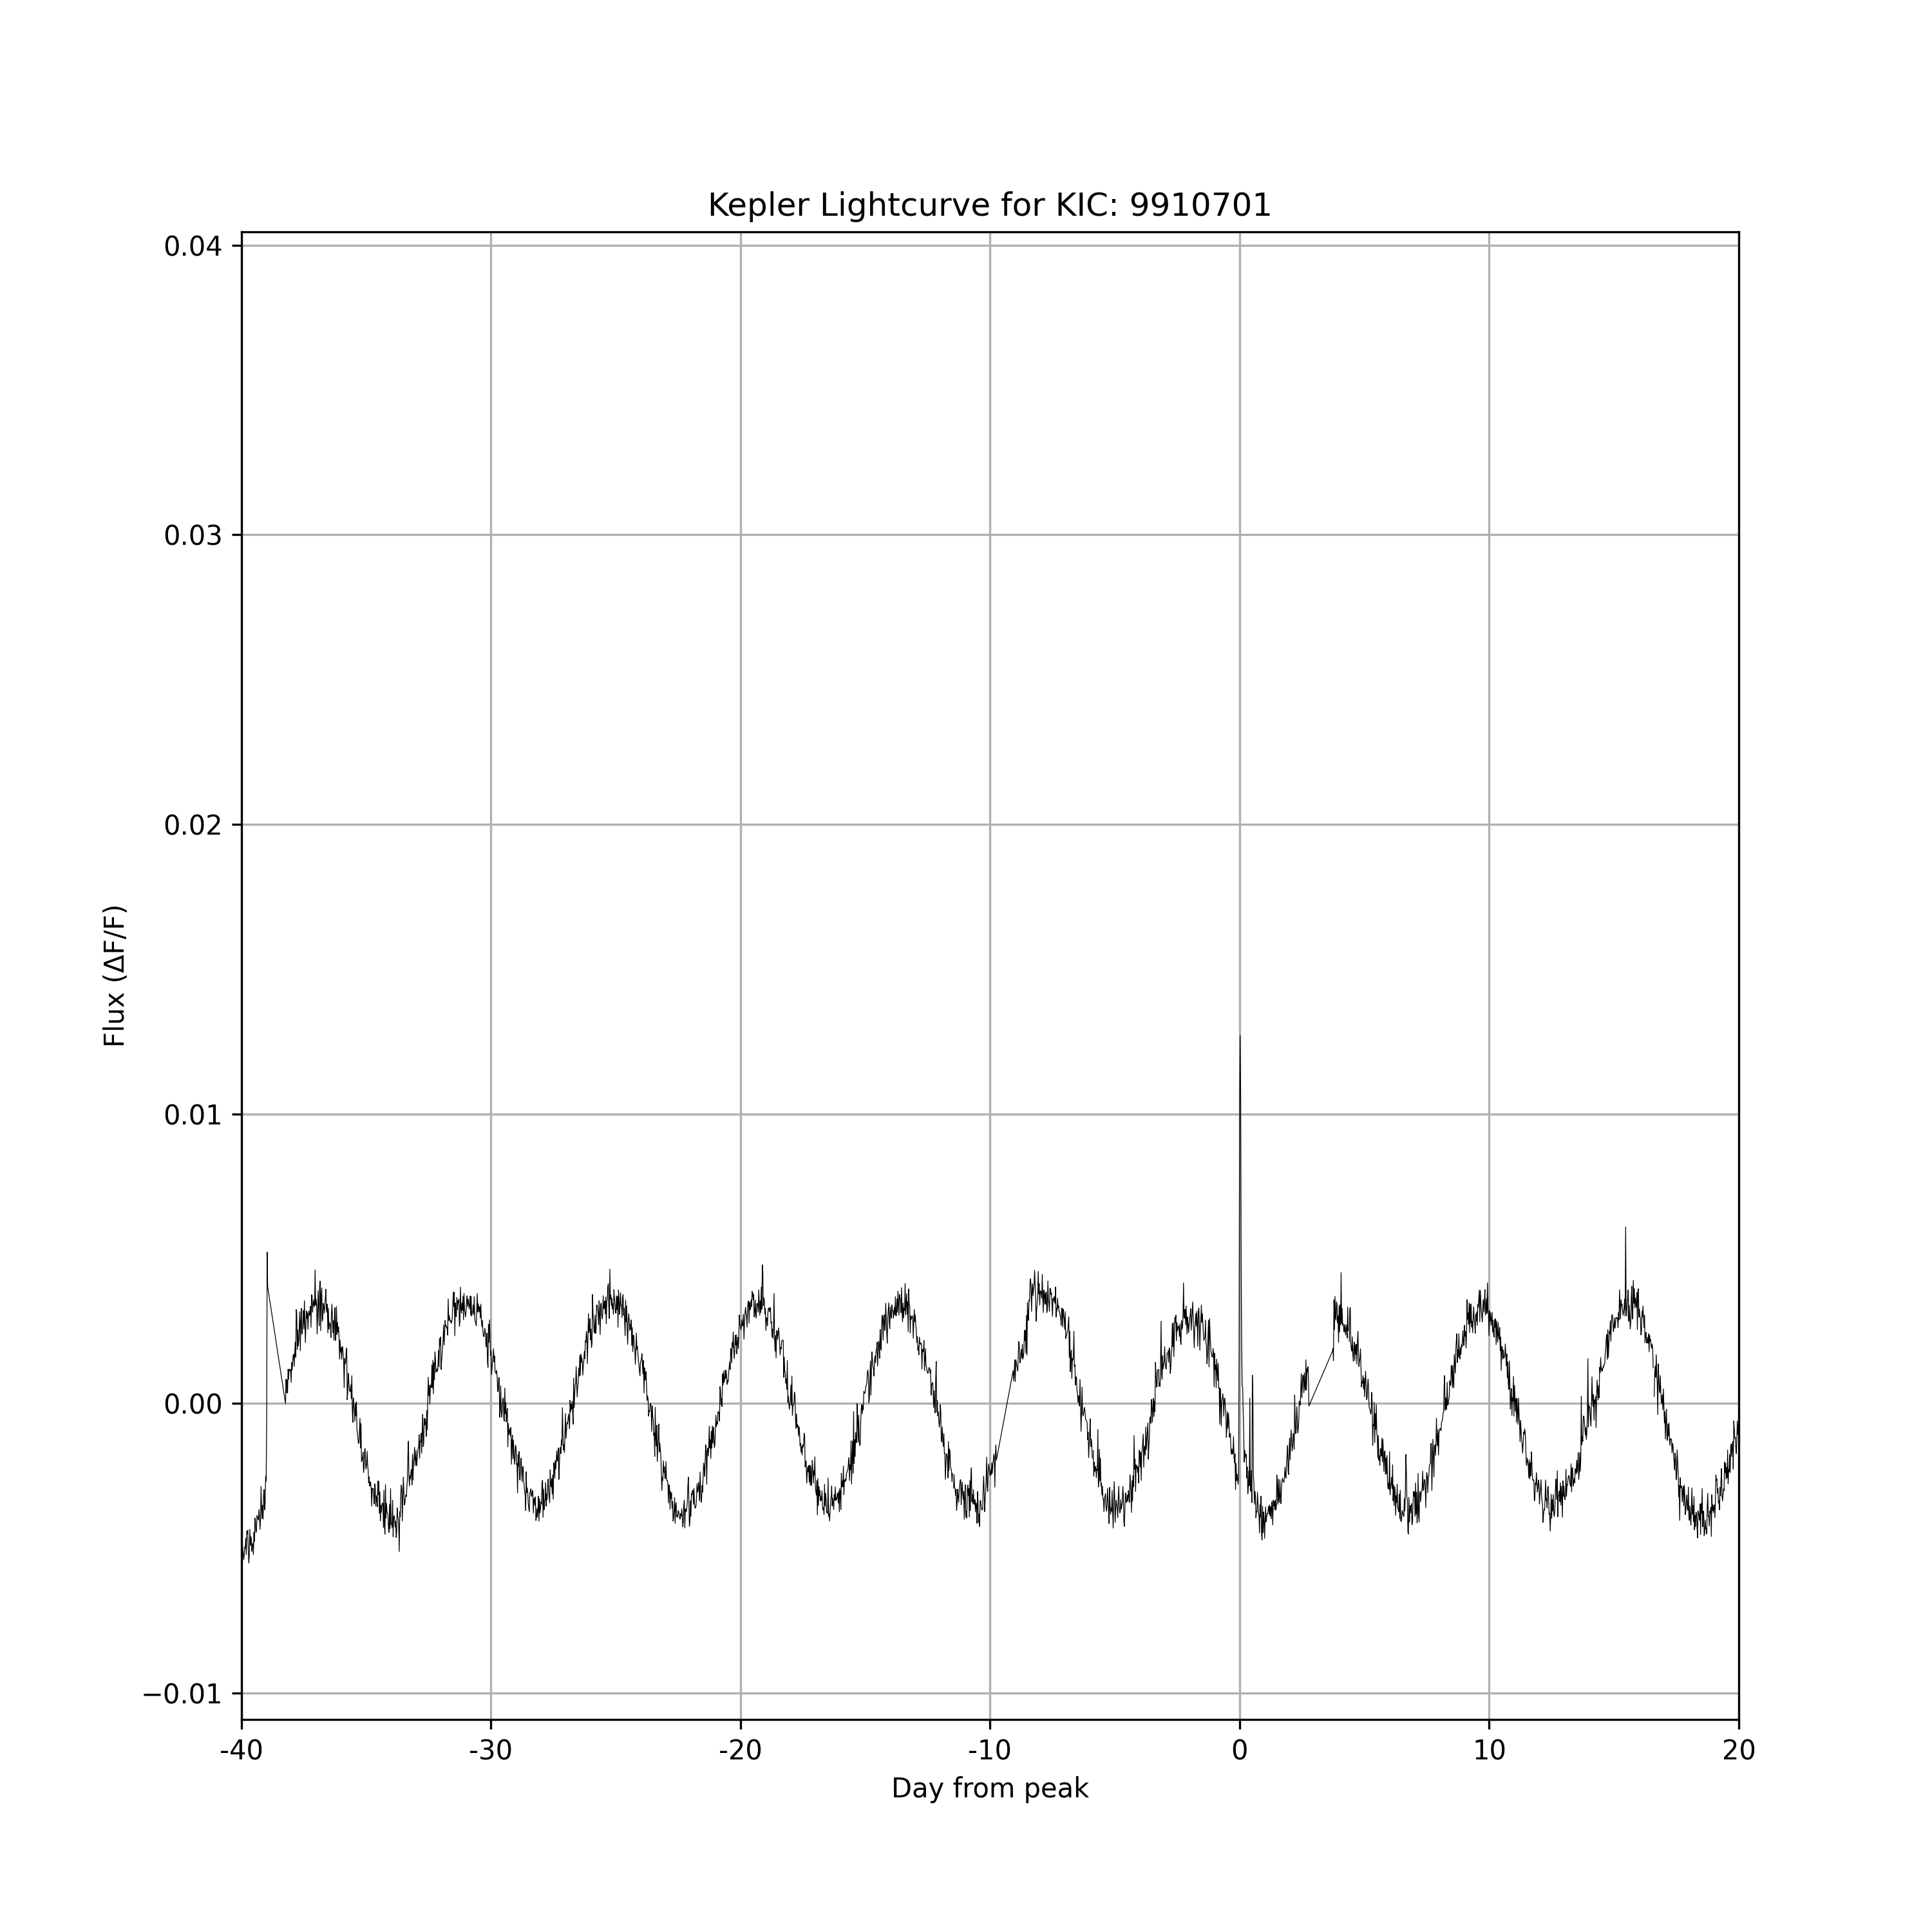 Kepler Lightcurve for KIC: 9910701
0.04
0.03
0.02
0.01
0.00
−0.01
Flux (ΔF/F)
-40 -30 -20 -10 0 10 20
Day from peak